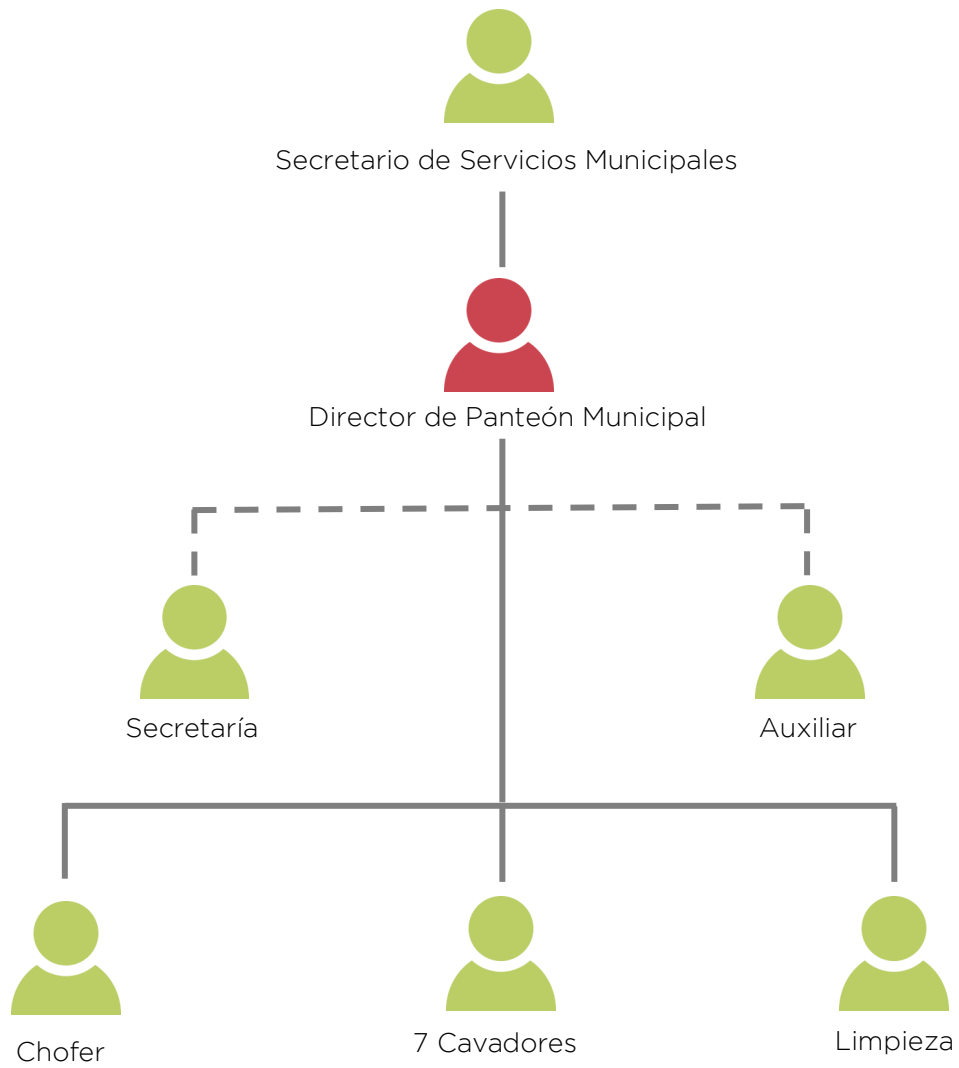 Secretario de Servicios Municipales
Director de Panteón Municipal
Secretaría
Auxiliar
Chofer
7 Cavadores
Limpieza